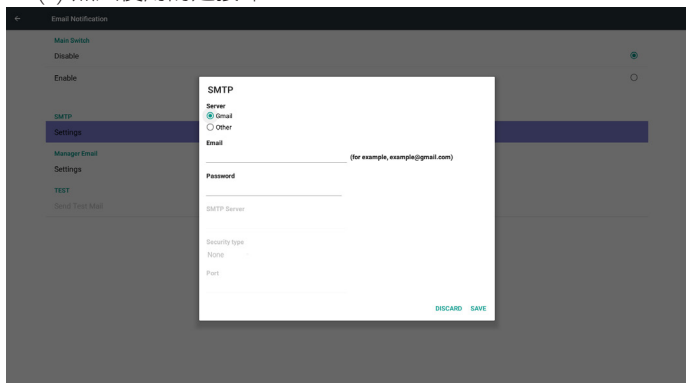 Email Notification
Main Switch
Disable
Enable
SMTP
Settings
Manager Email
Settings
TEST
Send Test Mail
SMTP
Server
Gmail
Other
Email
(for example, example@gmail.com)
Password
SMTP Server
Security type
None
Port
DISCARD SAVE